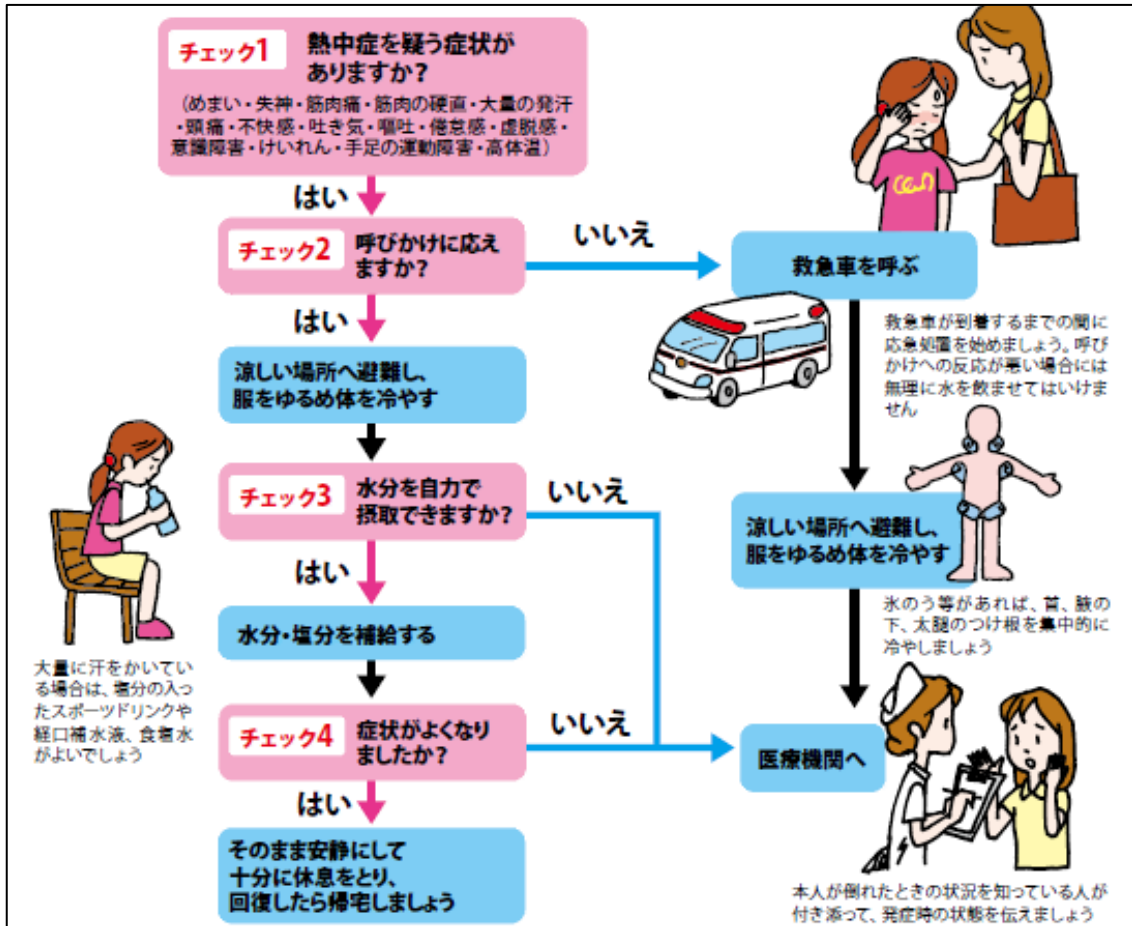 チェック1
熱中症を疑う症状が
ありますか？
（めまい・失神・筋肉痛・筋肉の硬直・大量の発汗
・頭痛・不快感・吐き気・嘔吐・倦怠感・虚脱感・
意識障害・けいれん・手足の運動障害・高体温）
はい
チェック2
呼びかけに応え
ますか？
いいえ
救急車を呼ぶ
救急車が到着するまでの間に
応急処置を始めましょう。呼び
かけへの反応が悪い場合には
無理に水を飲ませてはいけま
せん
はい
涼しい場所へ避難し、
服をゆるめ体を冷やす
チェック3
水分を自力で
摂取できますか？
いいえ
涼しい場所へ避難し、
服をゆるめ体を冷やす
氷のう等があれば、首、腋の
下、太腿のつけ根を集中的に
冷やしましょう
はい
水分・塩分を補給する
大量に汗をかいてい
る場合は、塩分の入っ
たスポーツドリンクや
経口補水液、食塩水
がよいでしょう
チェック4
症状がよくなり
ましたか？
いいえ
医療機関へ
はい
そのまま安静にして
十分に休息をとり、
回復したら帰宅しましょう
本人が倒れたときの状況を知っている人が
付き添って、発症時の状態を伝えましょう